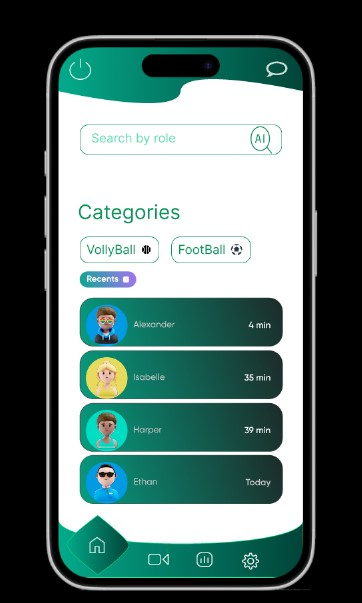 Search by role AI
Categories
VollyBall FootBall
Recents
Alexander 4 min
Isabelle 35 min
Harper 39 min
Ethan Today